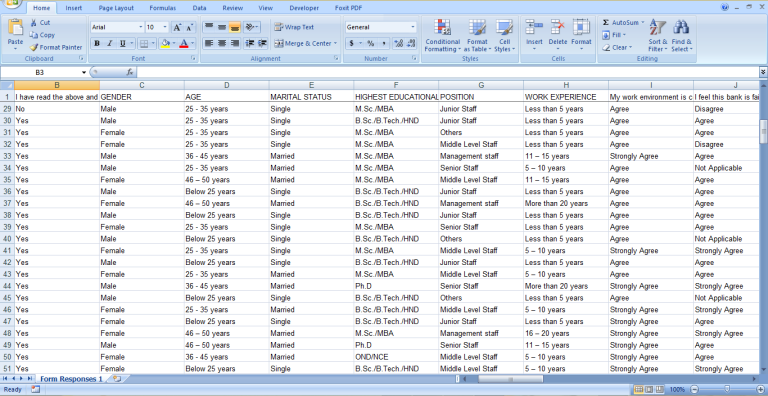 Home Insert Page Layout Formulas Data Review View Developer Foxit PDF
Cut
Copy
Format Painter
Paste
Clipboard
Arial 10
B I U
Font
Wrap Text
Merge & Center
Alignment
General
$ % ,
Number
Conditional Formatting
Format as Table
Cell Styles
Styles
Insert Delete Format
Cells
AutoSum
Fill
Clear
Sort & Filter
Find & Select
Editing
B3
B C D E F G H I J
1 I have read the above and GENDER AGE MARITAL STATUS HIGHEST EDUCATIONAL POSITION WORK EXPERIENCE My work environment is c I feel this bank is fai
29 No Male 25 - 35 years Single M.Sc./MBA Junior Staff Less than 5 years Agree Disagree
30 Yes Male 25 - 35 years Single B.Sc./B.Tech./HND Junior Staff Less than 5 years Agree Agree
31 Yes Female 25 - 35 years Single M.Sc./MBA Others Less than 5 years Agree Agree
32 Yes Male 25 - 35 years Single M.Sc./MBA Middle Level Staff Less than 5 years Agree Disagree
33 Yes Male 36 - 45 years Married M.Sc./MBA Management staff 11 – 15 years Strongly Agree Agree
34 Yes Male 25 - 35 years Single M.Sc./MBA Senior Staff 5 – 10 years Agree Not Applicable
35 Yes Female 46 – 50 years Married M.Sc./MBA Middle Level Staff 11 – 15 years Agree Agree
36 Yes Male Below 25 years Single B.Sc./B.Tech./HND Junior Staff Less than 5 years Agree Agree
37 Yes Female 46 – 50 years Married B.Sc./B.Tech./HND Management staff More than 20 years Agree Agree
38 Yes Female Below 25 years Single B.Sc./B.Tech./HND Junior Staff Less than 5 years Agree Agree
39 Yes Female 25 - 35 years Single M.Sc./MBA Senior Staff Less than 5 years Agree Agree
40 Yes Male Below 25 years Single B.Sc./B.Tech./HND Others Less than 5 years Agree Not Applicable
41 Yes Female 25 - 35 years Single M.Sc./MBA Middle Level Staff 5 – 10 years Strongly Agree Strongly Agree
42 Yes Female Below 25 years Single B.Sc./B.Tech./HND Junior Staff Less than 5 years Agree Agree
43 Yes Female 25 - 35 years Married M.Sc./MBA Middle Level Staff 5 – 10 years Agree Agree
44 Yes Male 36 - 45 years Married Ph.D Senior Staff More than 20 years Strongly Agree Strongly Agree
45 Yes Male Below 25 years Single B.Sc./B.Tech./HND Others Less than 5 years Agree Not Applicable
46 Yes Female 25 - 35 years Married B.Sc./B.Tech./HND Middle Level Staff 5 – 10 years Strongly Agree Strongly Agree
47 Yes Female Below 25 years Single B.Sc./B.Tech./HND Junior Staff Less than 5 years Strongly Agree Agree
48 Yes Female 46 – 50 years Married M.Sc./MBA Management staff 16 – 20 years Strongly Agree Strongly Agree
49 Yes Male 46 – 50 years Married Ph.D Senior Staff 11 – 15 years Strongly Agree Agree
50 Yes Female 36 - 45 years Married OND/NCE Middle Level Staff 5 – 10 years Agree Agree
51 Yes Female Below 25 years Single B.Sc./B.Tech./HND Middle Level Staff 5 – 10 years Strongly Agree Strongly Agree
Form Responses 1
Ready 100%